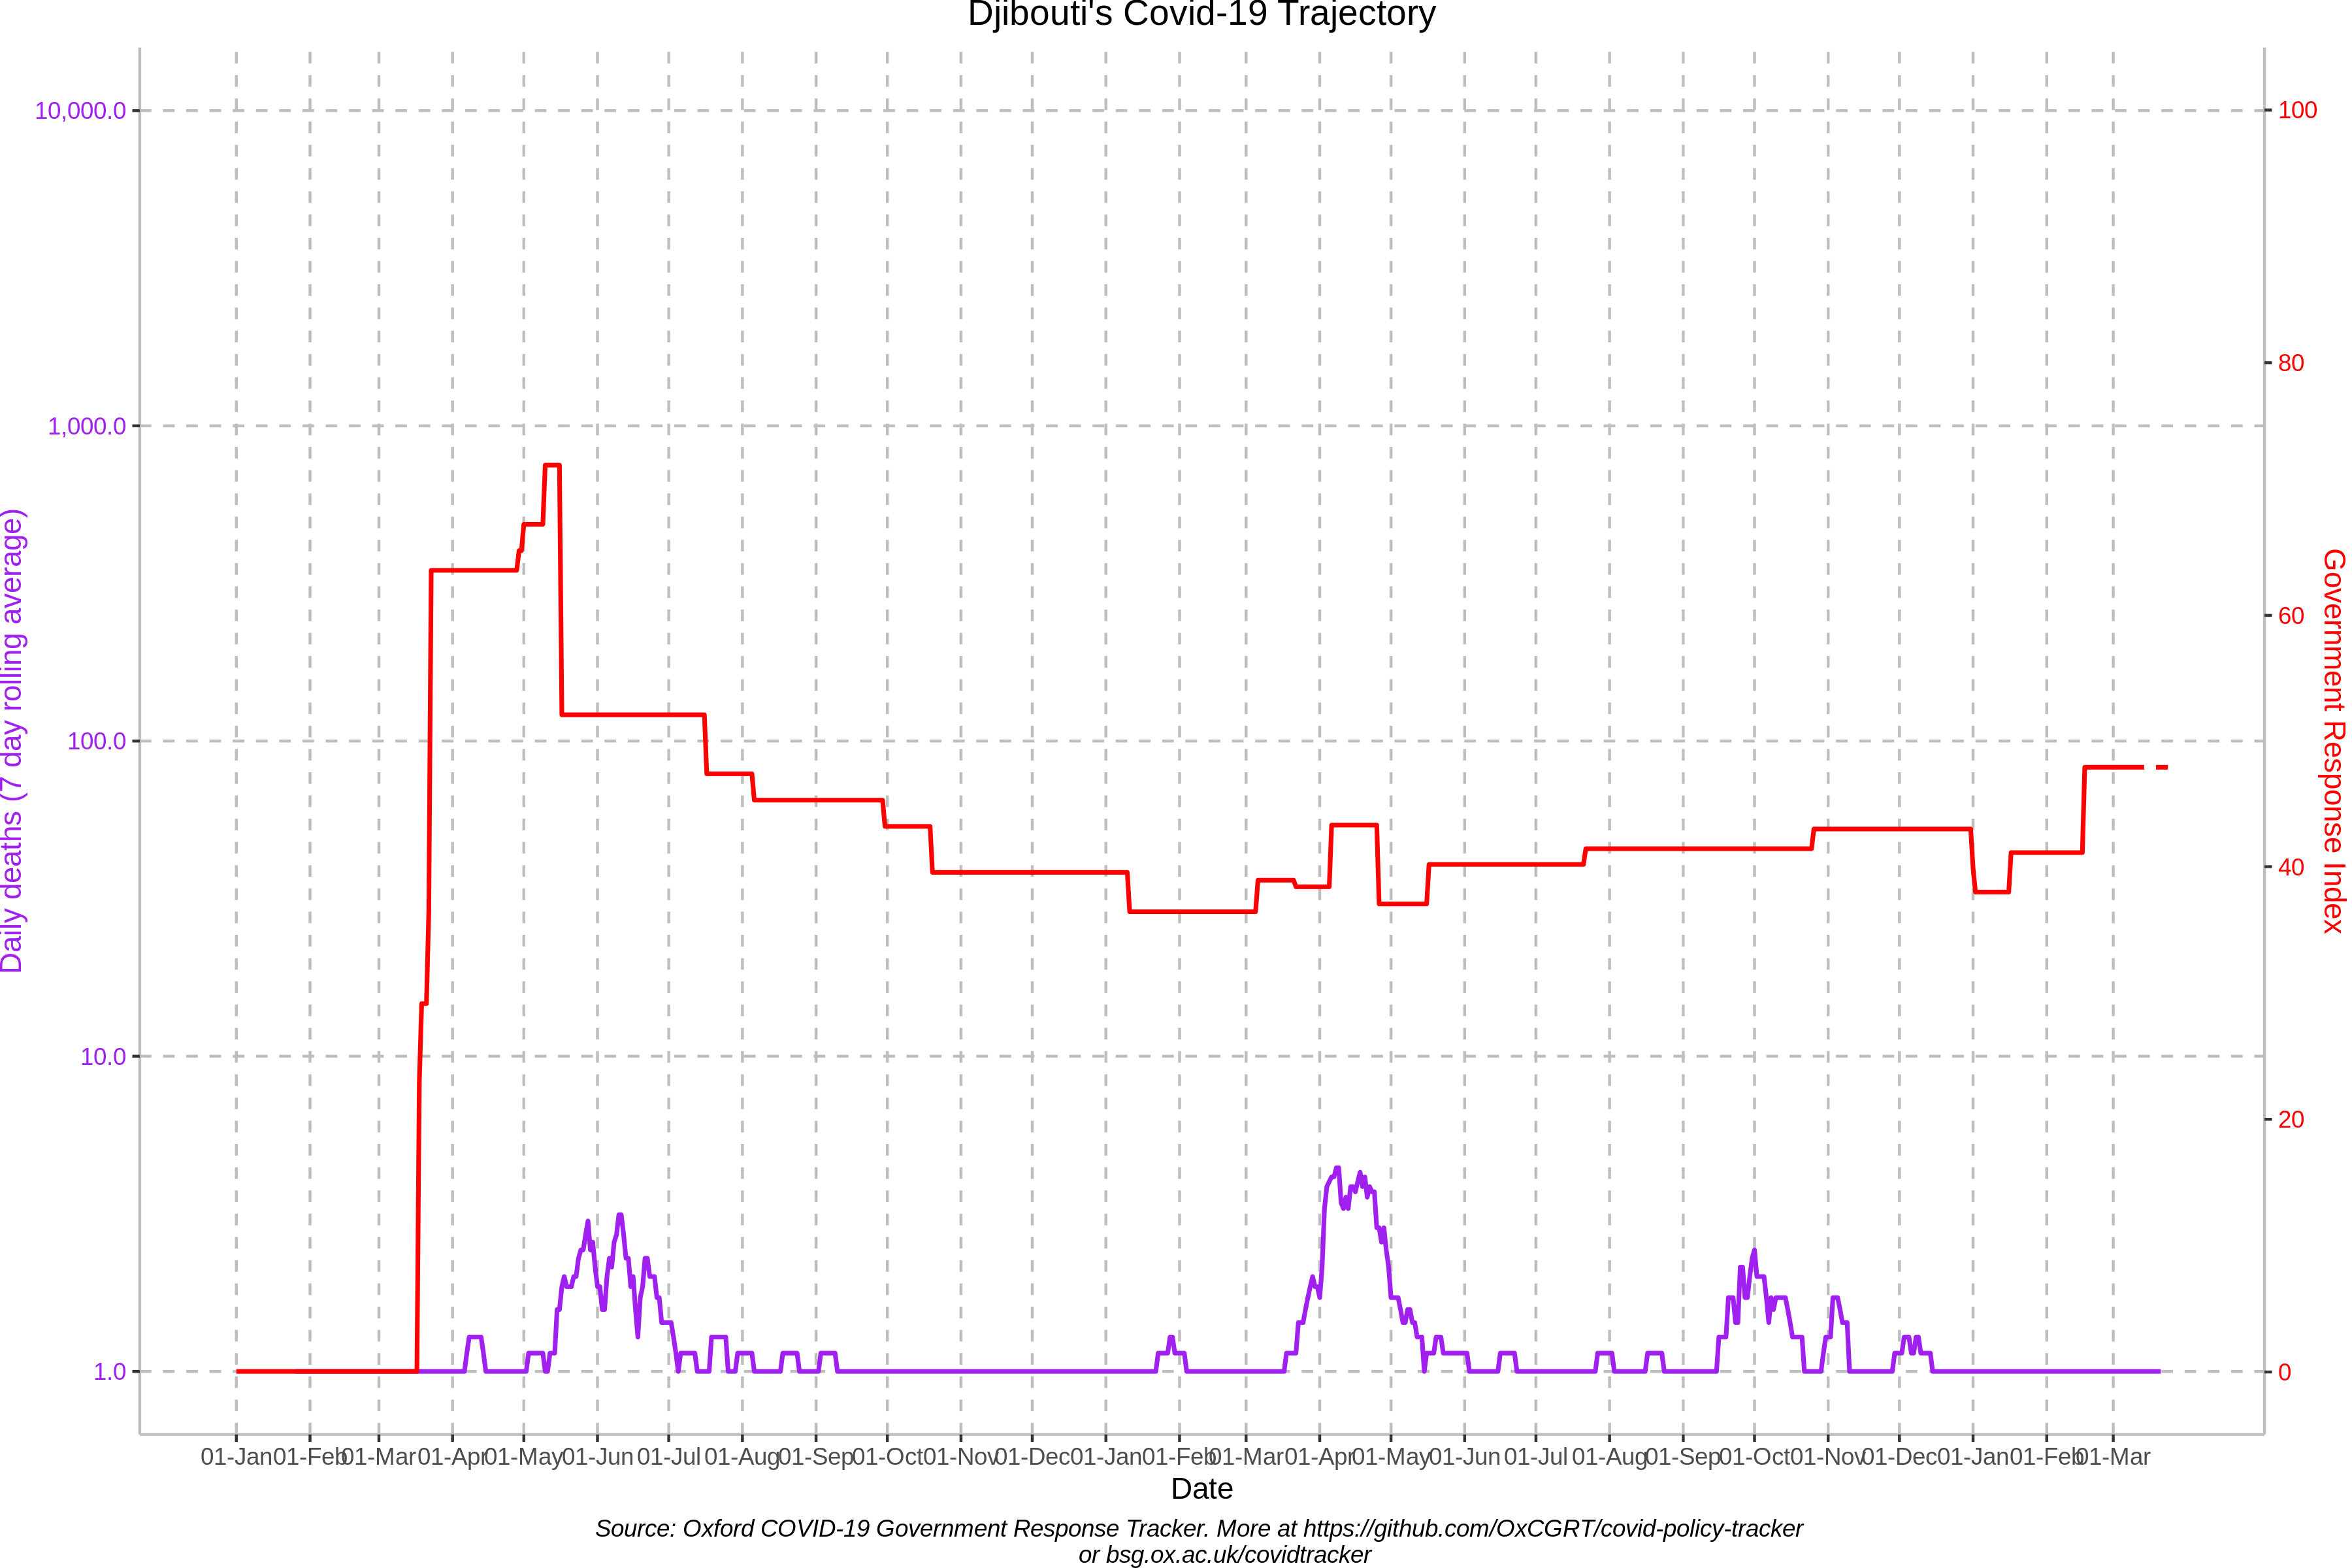 Djibouti's Covid-19 Trajectory
10,000.0
1,000.0
100.0
10.0
1.0
Daily deaths (7 day rolling average)
100
80
60
40
20
0
Government Response Index
01-Jan 01-Feb 01-Mar 01-Apr 01-May 01-Jun 01-Jul 01-Aug 01-Sep 01-Oct 01-Nov 01-Dec 01-Jan 01-Feb 01-Mar 01-Apr 01-May 01-Jun 01-Jul 01-Aug 01-Sep 01-Oct 01-Nov 01-Dec 01-Jan 01-Feb 01-Mar
Date
Source: Oxford COVID-19 Government Response Tracker. More at https://github.com/OxCGRT/covid-policy-tracker
or bsg.ox.ac.uk/covidtracker